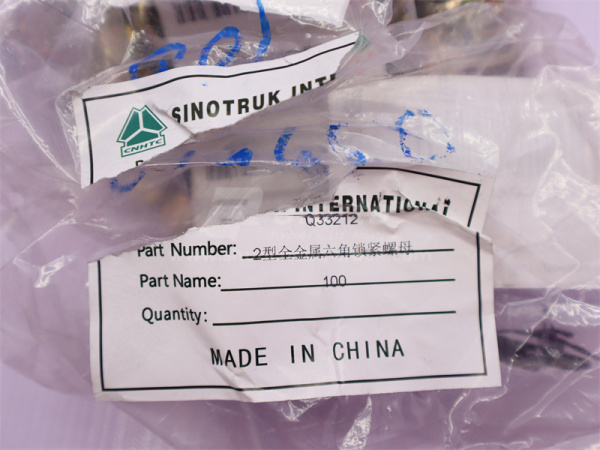 SINOTRUK INTE
CNHTC
INTERNATIONAL
Q33212
Part Number: 2型全金属六角锁紧螺母
Part Name: 100
Quantity:
MADE IN CHINA